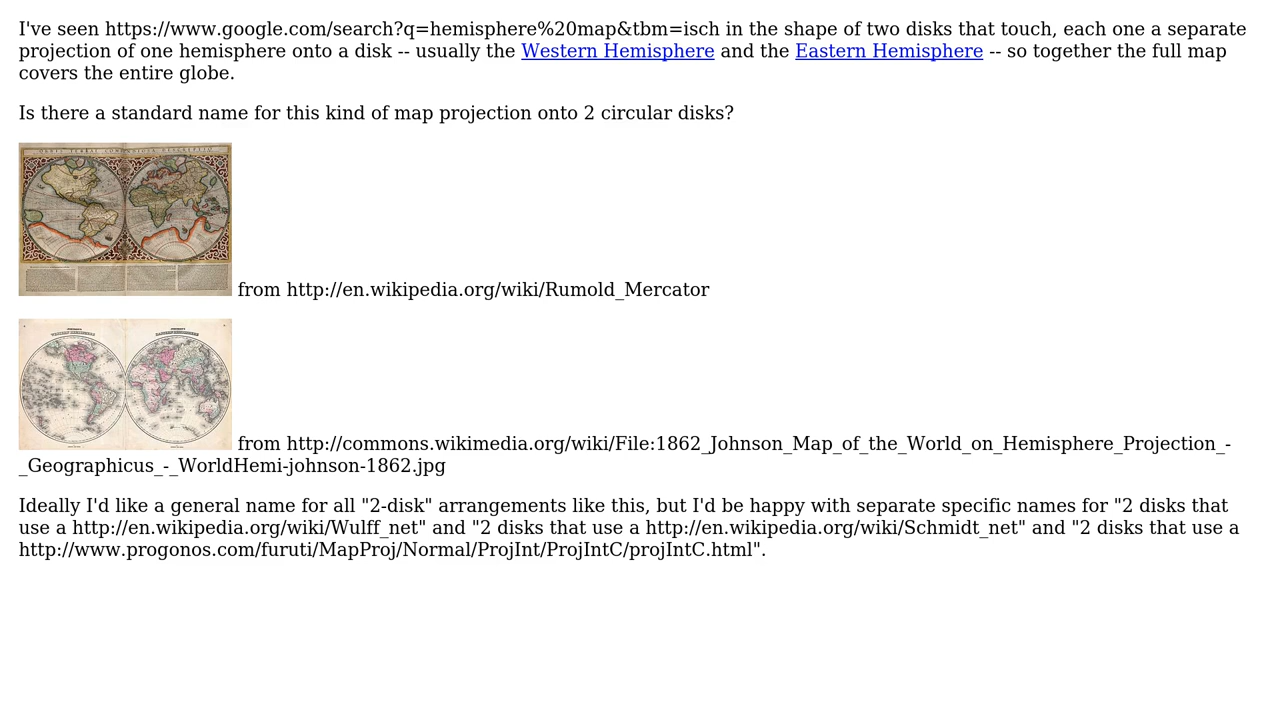 I've seen https://www.google.com/search?q=hemisphere%20map&tbm=isch in the shape of two disks that touch, each one a separate
projection of one hemisphere onto a disk -- usually the Western Hemisphere and the Eastern Hemisphere -- so together the full map
covers the entire globe.
Is there a standard name for this kind of map projection onto 2 circular disks?
from http://en.wikipedia.org/wiki/Rumold_Mercator
from http://commons.wikimedia.org/wiki/File:1862_Johnson_Map_of_the_World_on_Hemisphere_Projection_-
_Geographicus_-_WorldHemi-johnson-1862.jpg
Ideally I'd like a general name for all "2-disk" arrangements like this, but I'd be happy with separate specific names for "2 disks that
use a http://en.wikipedia.org/wiki/Wulff_net" and "2 disks that use a http://en.wikipedia.org/wiki/Schmidt_net" and "2 disks that use a
http://www.progonos.com/furuti/MapProj/Normal/ProjInt/ProjIntC/projIntC.html".